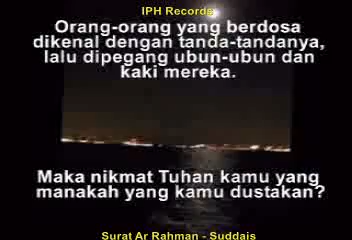 IPH Records
Orang-orang yang berdosa
dikenal dengan tanda-tandanya,
lalu dipegang ubun-ubun dan
kaki mereka.
Maka nikmat Tuhan kamu yang
manakah yang kamu dustakan?
Surat Ar Rahman - Suddais